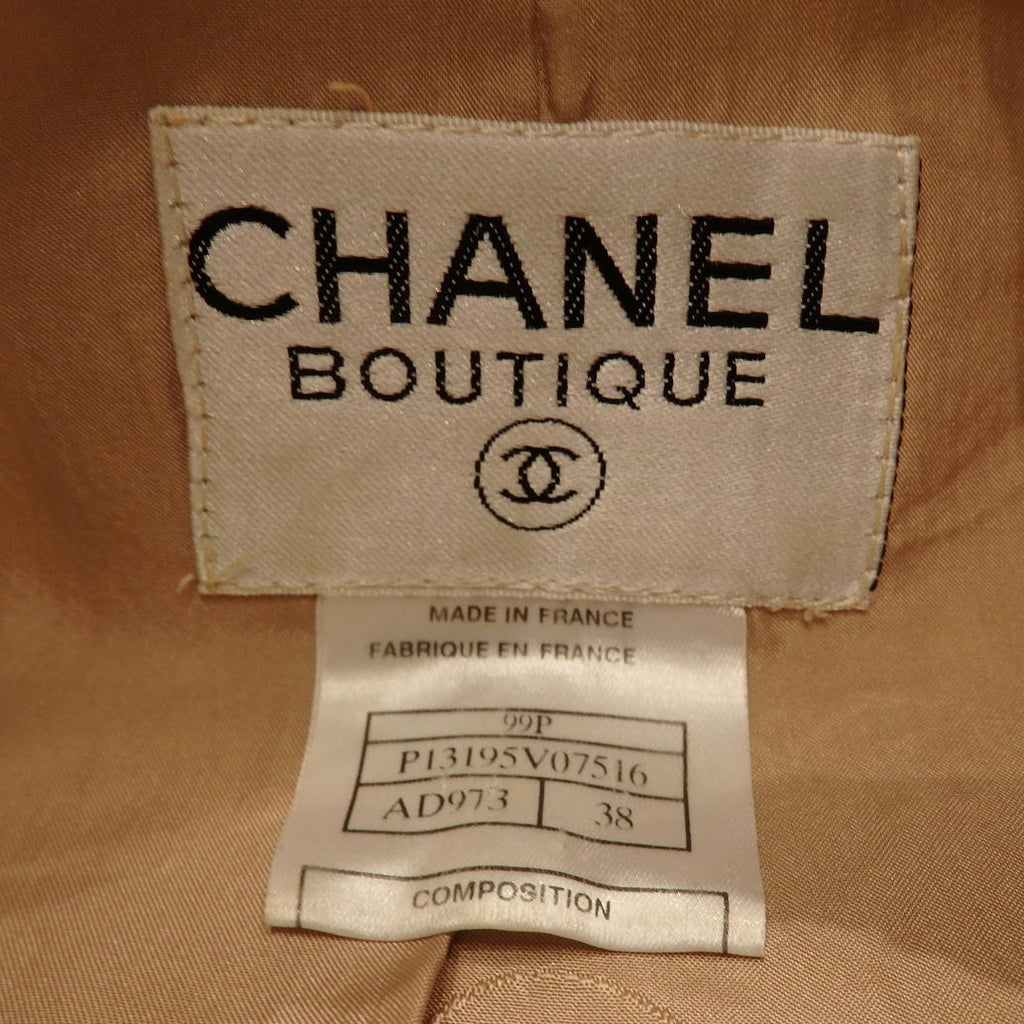 CHANEL
BOUTIQUE
MADE IN FRANCE
FABRIQUE EN FRANCE
99P
P13195V07516
AD973 38
COMPOSITION